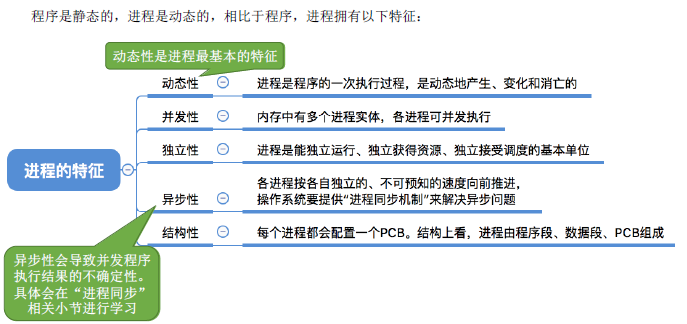 程序是静态的，进程是动态的，相比于程序，进程拥有以下特征：
动态性是进程最基本的特征
进程的特征
动态性
进程是程序的一次执行过程，是动态地产生、变化和消亡的
并发性
内存中有多个进程实体，各进程可并发执行
独立性
进程是能独立运行、独立获得资源、独立接受调度的基本单位
异步性
各进程按各自独立的、不可预知的速度向前推进，
操作系统要提供“进程同步机制”来解决异步问题
结构性
每个进程都会配置一个PCB。结构上看，进程由程序段、数据段、PCB组成
异步性会导致并发程序
执行结果的不确定性。
具体会在“进程同步”
相关小节进行学习